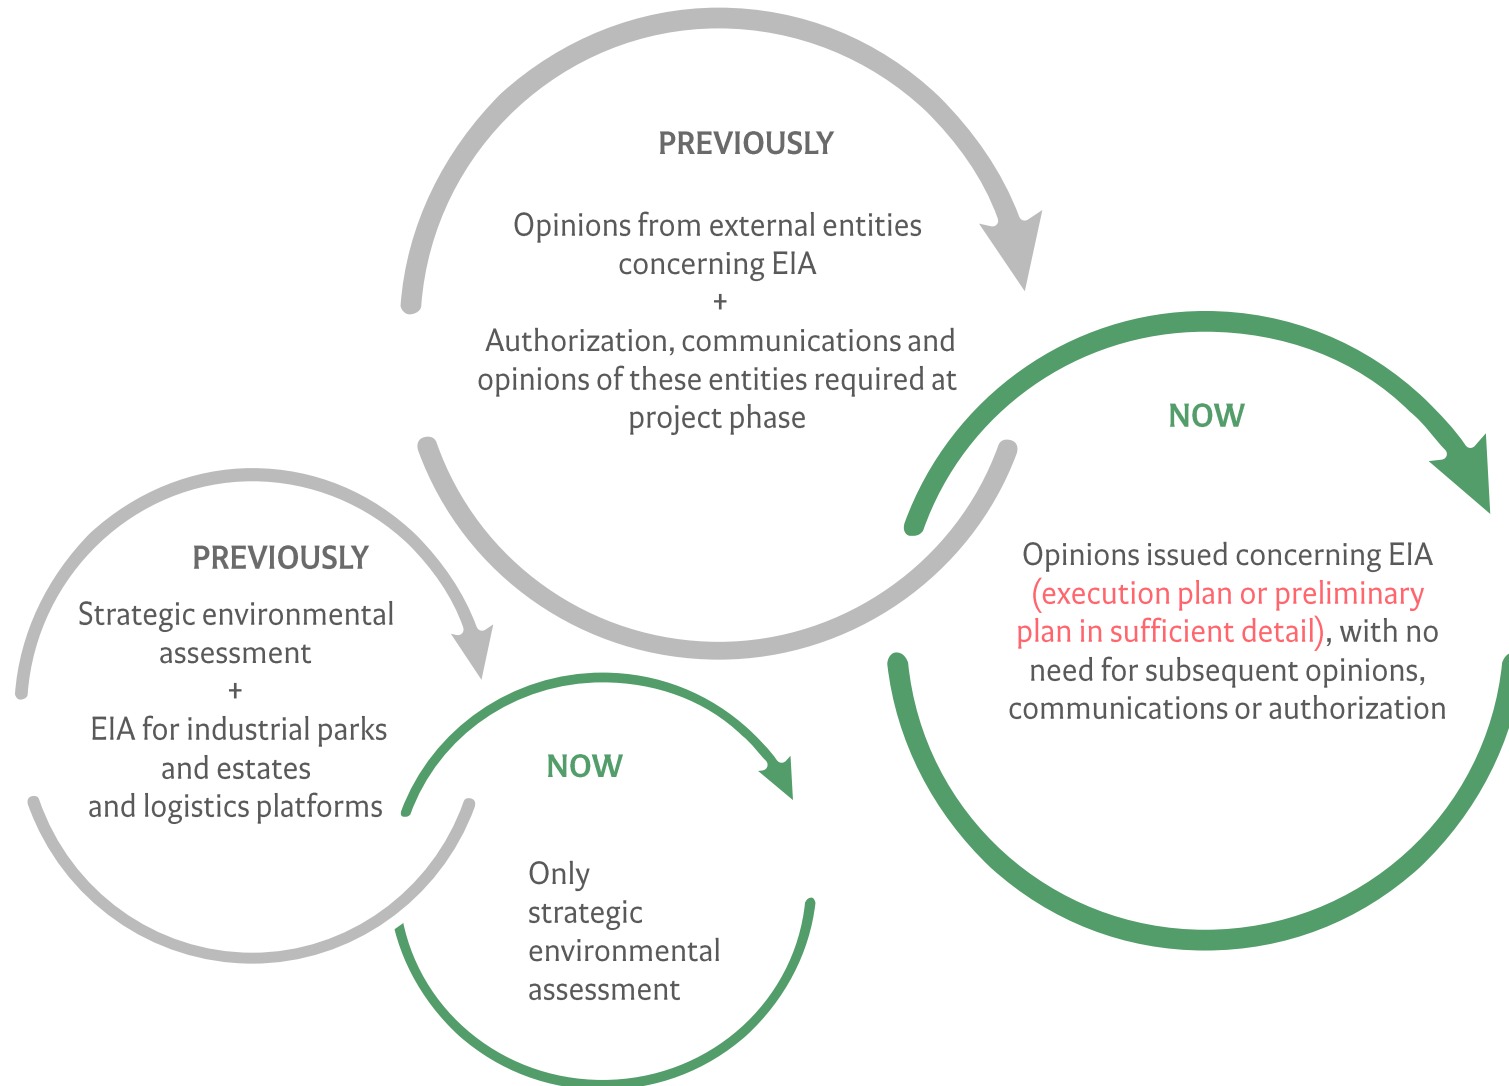 PREVIOUSLY
Opinions from external entities
concerning EIA
+
Authorization, communications and
opinions of these entities required at
project phase
NOW
Opinions issued concerning EIA
(execution plan or preliminary
plan in sufficient detail), with no
need for subsequent opinions,
communications or authorization
PREVIOUSLY
Strategic environmental
assessment
+
EIA for industrial parks
and estates
and logistics platforms
NOW
Only
strategic
environmental
assessment